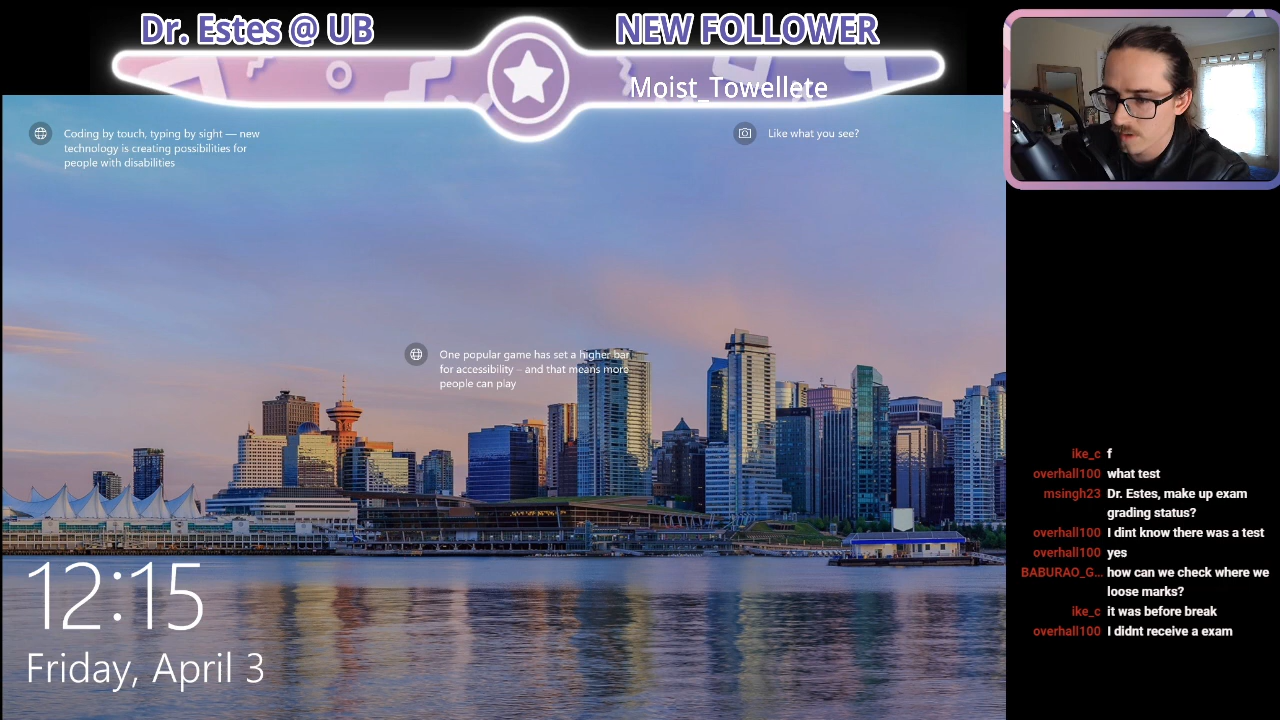 Dr. Estes @ UB
NEW FOLLOWER
Moist_Towellete
Coding by touch, typing by sight — new
technology is creating possibilities for
people with disabilities
Like what you see?
One popular game has set a higher bar
for accessibility – and that means more
people can play
12:15
Friday, April 3
ike_c f
overhall100 what test
msingh23 Dr. Estes, make up exam
grading status?
overhall100 I dint know there was a test
overhall100 yes
BABURAO_G... how can we check where we
loose marks?
ike_c it was before break
overhall100 I didnt receive a exam